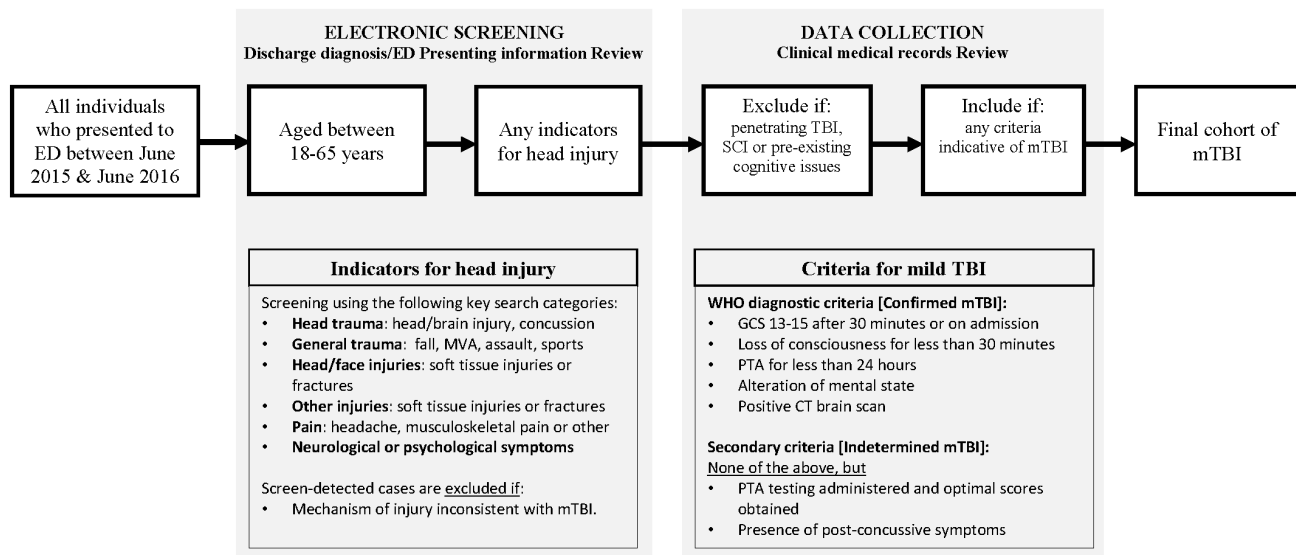 ELECTRONIC SCREENING
Discharge diagnosis/ED Presenting information Review
DATA COLLECTION
Clinical medical records Review
All individuals
who presented to
ED between June
2015 & June 2016
Aged between
18-65 years
Any indicators
for head injury
Exclude if:
penetrating TBI,
SCI or pre-existing
cognitive issues
Include if:
any criteria
indicative of mTBI
Final cohort of
mTBI
Indicators for head injury
Screening using the following key search categories:
• Head trauma: head/brain injury, concussion
• General trauma: fall, MVA, assault, sports
• Head/face injuries: soft tissue injuries or
fractures
• Other injuries: soft tissue injuries or fractures
• Pain: headache, musculoskeletal pain or other
• Neurological or psychological symptoms
Screen-detected cases are excluded if:
• Mechanism of injury inconsistent with mTBI.
Criteria for mild TBI
WHO diagnostic criteria [Confirmed mTBI]:
• GCS 13-15 after 30 minutes or on admission
• Loss of consciousness for less than 30 minutes
• PTA for less than 24 hours
• Alteration of mental state
• Positive CT brain scan
Secondary criteria [Indetermined mTBI]:
None of the above, but
• PTA testing administered and optimal scores
obtained
• Presence of post-concussive symptoms